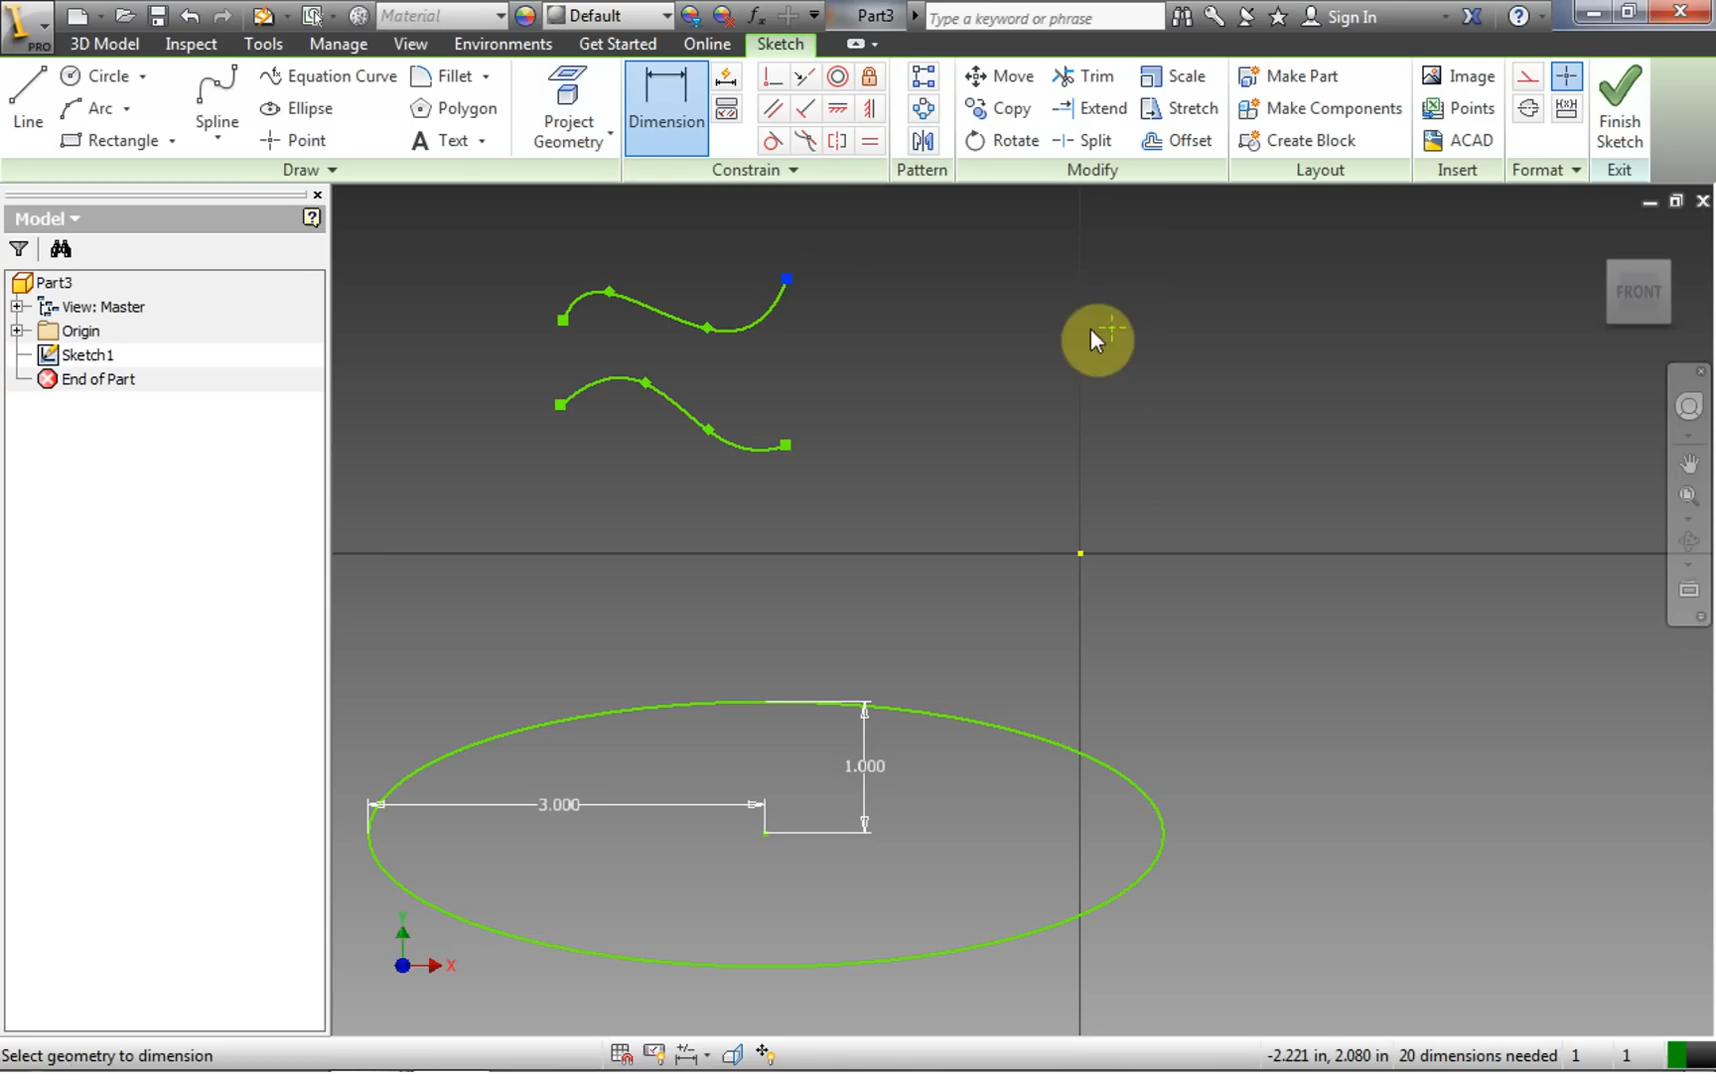 PRO
Material
Default
Part3
Type a keyword or phrase
Sign In
3D Model Inspect Tools Manage View Environments Get Started Online Sketch
Line
Circle
Arc
Rectangle
Spline
Equation Curve
Ellipse
Point
Fillet
Polygon
Text
Project
Geometry
Dimension
Move
Copy
Rotate
Trim
Extend
Split
Scale
Stretch
Offset
Make Part
Make Components
Create Block
Image
Points
ACAD
Finish
Sketch
Draw Constrain Pattern Modify Layout Insert Format Exit
Model
Part3
View: Master
Origin
Sketch1
End of Part
FRONT
1.000
3.000
Y
X
Select geometry to dimension
-2.221 in, 2.080 in 20 dimensions needed 1 1